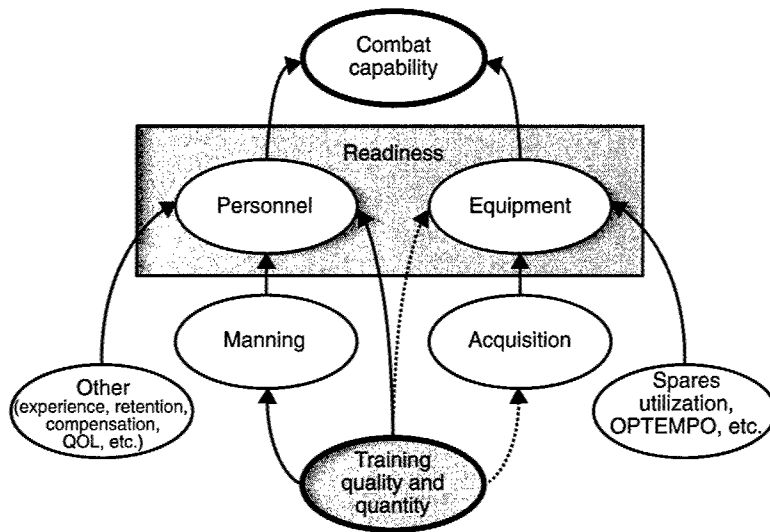 Combat
capability
Readiness
Personnel
Equipment
Manning
Acquisition
Other
(experience, retention,
compensation,
QOL, etc.)
Spares
utilization,
OPTEMPO, etc.
Training
quality and
quantity